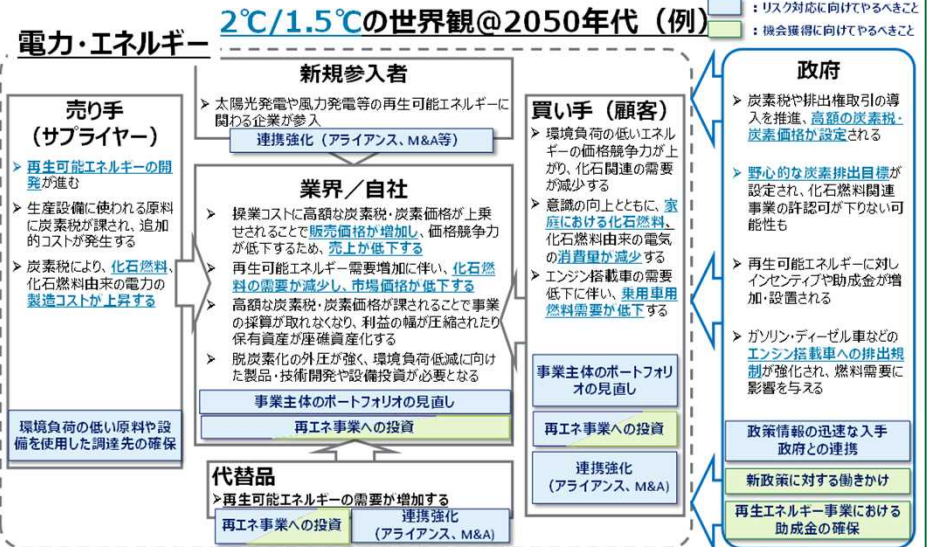 2℃/1.5℃の世界観@2050年代（例）
：リスク対応に向けてやるべきこと
：機会獲得に向けてやるべきこと
電力・エネルギー
新規参入者
➢ 太陽光発電や風力発電等の再生可能エネルギーに
関わる企業が参入
連携強化（アライアンス、M&A等）
売り手
（サプライヤー）
➢ 再生可能エネルギーの開
発が進む
➢ 生産設備に使われる原料
に炭素税が課され、追加
的コストが発生する
➢ 炭素税により、化石燃料、
化石燃料由来の電力の
製造コストが上昇する
環境負荷の低い原料や設
備を使用した調達先の確保
業界／自社
➢ 操業コストに高額な炭素税・炭素価格が上乗
せされることで販売価格が増加し、価格競争力
が低下するため、売上が低下する
➢ 再生可能エネルギー需要増加に伴い、化石燃
料の需要が減少し、市場価格が低下する
➢ 高額な炭素税・炭素価格が課されることで事業
の採算が取れなくなり、利益の幅が圧縮されたり
保有資産が座礁資産化する
➢ 脱炭素化の外圧が強く、環境負荷低減に向け
た製品・技術開発や設備投資が必要となる
事業主体のポートフォリオの見直し
再エネ事業への投資
代替品
➢再生可能エネルギーの需要が増加する
再エネ事業への投資
連携強化
（アライアンス、M&A）
買い手（顧客）
➢ 環境負荷の低いエネル
ギーの価格競争力が上
がり、化石関連の需要
が減少する
➢ 意識の向上とともに、家
庭における化石燃料、
化石燃料由来の電気
の消費量が減少する
➢ エンジン搭載車の需要
低下に伴い、乗用車用
燃料需要が低下する
事業主体のポートフォリ
オの見直し
再エネ事業への投資
連携強化
（アライアンス、M&A）
政府
➢ 炭素税や排出権取引の導
入を推進、高額の炭素税・
炭素価格が設定される
➢ 野心的な炭素排出目標が
設定され、化石燃料関連
事業の許認可が下りない可
能性も
➢ 再生可能エネルギーに対し
インセンティブや助成金が増
加・設置される
➢ ガソリン・ディーゼル車などの
エンジン搭載車への排出規
制が強化され、燃料需要に
影響を与える
政策情報の迅速な入手
政府との連携
新政策に対する働きかけ
再生エネルギー事業における
助成金の確保